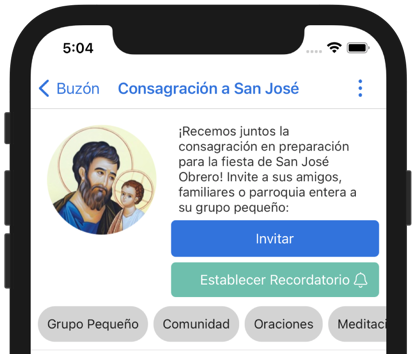 5:04
Buzón
Consagración a San José
¡Recemos juntos la
consagración en preparación
para la fiesta de San José
Obrero! Invite a sus amigos,
familiares o parroquia entera a
su grupo pequeño:
Invitar
Establecer Recordatorio
Grupo Pequeño
Comunidad
Oraciones
Meditaci